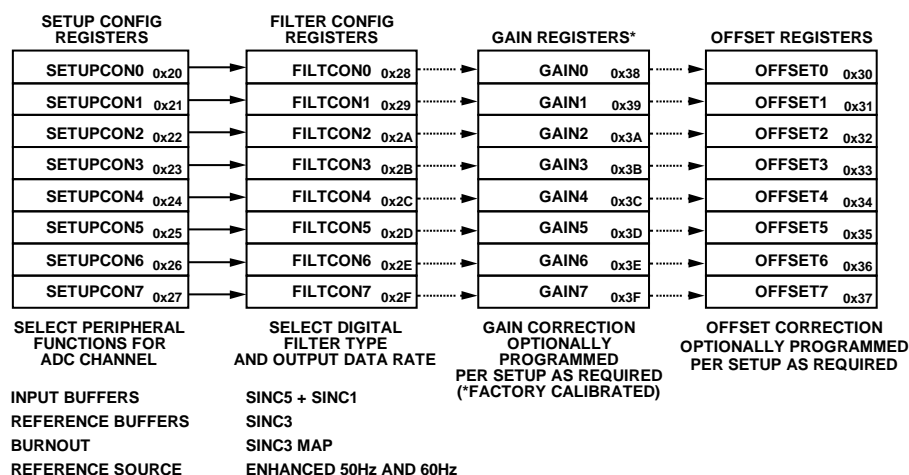 SETUP CONFIG
REGISTERS
FILTER CONFIG
REGISTERS
GAIN REGISTERS*
OFFSET REGISTERS
SETUPCON0 0x20
FILTCON0 0x28
GAIN0 0x38
OFFSET0 0x30
SETUPCON1 0x21
FILTCON1 0x29
GAIN1 0x39
OFFSET1 0x31
SETUPCON2 0x22
FILTCON2 0x2A
GAIN2 0x3A
OFFSET2 0x32
SETUPCON3 0x23
FILTCON3 0x2B
GAIN3 0x3B
OFFSET3 0x33
SETUPCON4 0x24
FILTCON4 0x2C
GAIN4 0x3C
OFFSET4 0x34
SETUPCON5 0x25
FILTCON5 0x2D
GAIN5 0x3D
OFFSET5 0x35
SETUPCON6 0x26
FILTCON6 0x2E
GAIN6 0x3E
OFFSET6 0x36
SETUPCON7 0x27
FILTCON7 0x2F
GAIN7 0x3F
OFFSET7 0x37
SELECT PERIPHERAL
FUNCTIONS FOR
ADC CHANNEL
SELECT DIGITAL
FILTER TYPE
AND OUTPUT DATA RATE
GAIN CORRECTION
OPTIONALLY
PROGRAMMED
PER SETUP AS REQUIRED
(*FACTORY CALIBRATED)
OFFSET CORRECTION
OPTIONALLY PROGRAMMED
PER SETUP AS REQUIRED
INPUT BUFFERS
REFERENCE BUFFERS
BURNOUT
REFERENCE SOURCE
SINC5 + SINC1
SINC3
SINC3 MAP
ENHANCED 50Hz AND 60Hz